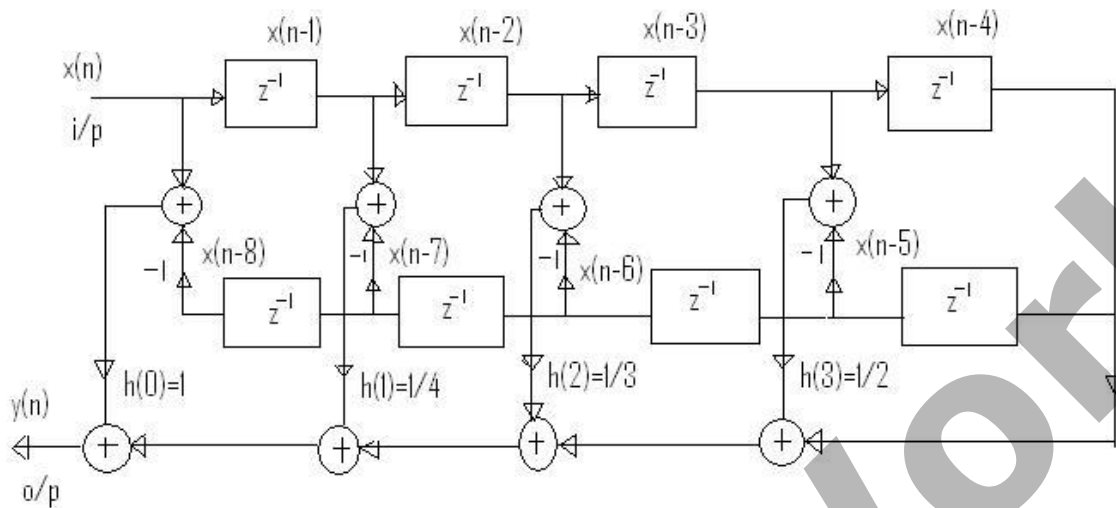 x(n-1)
x(n-2)
x(n-3)
x(n-4)
x(n)
z⁻¹
z⁻¹
z⁻¹
z⁻¹
i/p
+
+
+
+
x(n-8)
x(n-7)
x(n-6)
x(n-5)
-1
-1
-1
-1
z⁻¹
z⁻¹
z⁻¹
z⁻¹
h(0)=1
h(1)=1/4
h(2)=1/3
h(3)=1/2
y(n)
+
+
+
+
o/p